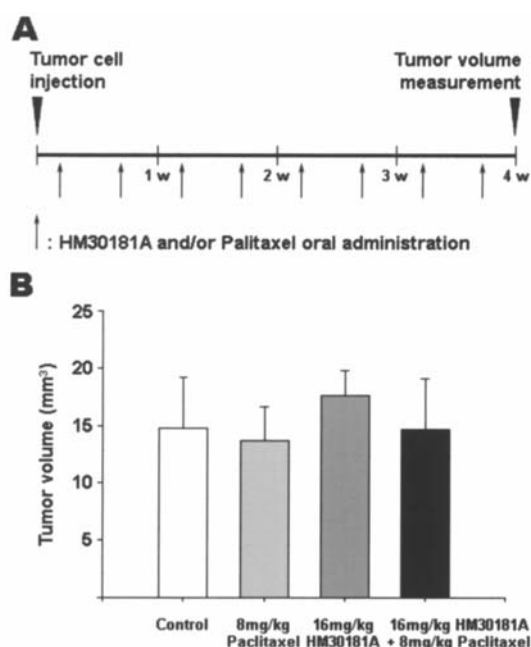 A
Tumor cell
injection
Tumor volume
measurement
1 w
2 w
3 w
4 w
: HM30181A and/or Palitaxel oral administration
B
Tumor volume (mm³)
25
20
15
10
5
Control
8mg/kg
Paclitaxel
16mg/kg
HM30181A
16mg/kg HM30181A
+ 8mg/kg Paclitaxel